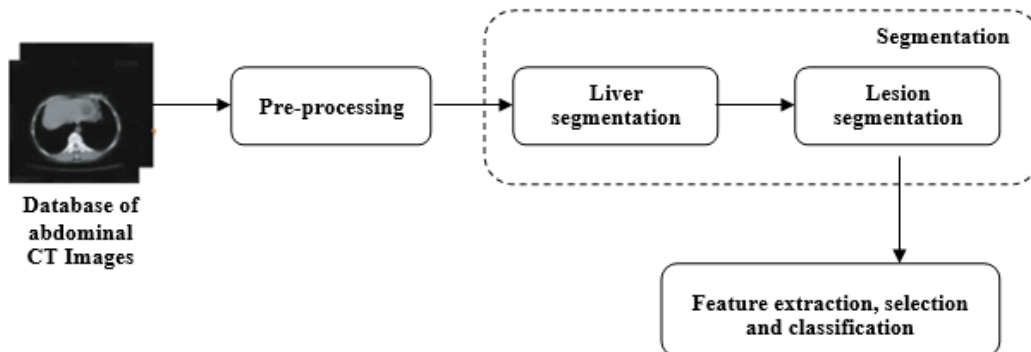 Segmentation
Pre-processing
Liver
segmentation
Lesion
segmentation
Database of
abdominal
CT Images
Feature extraction, selection
and classification